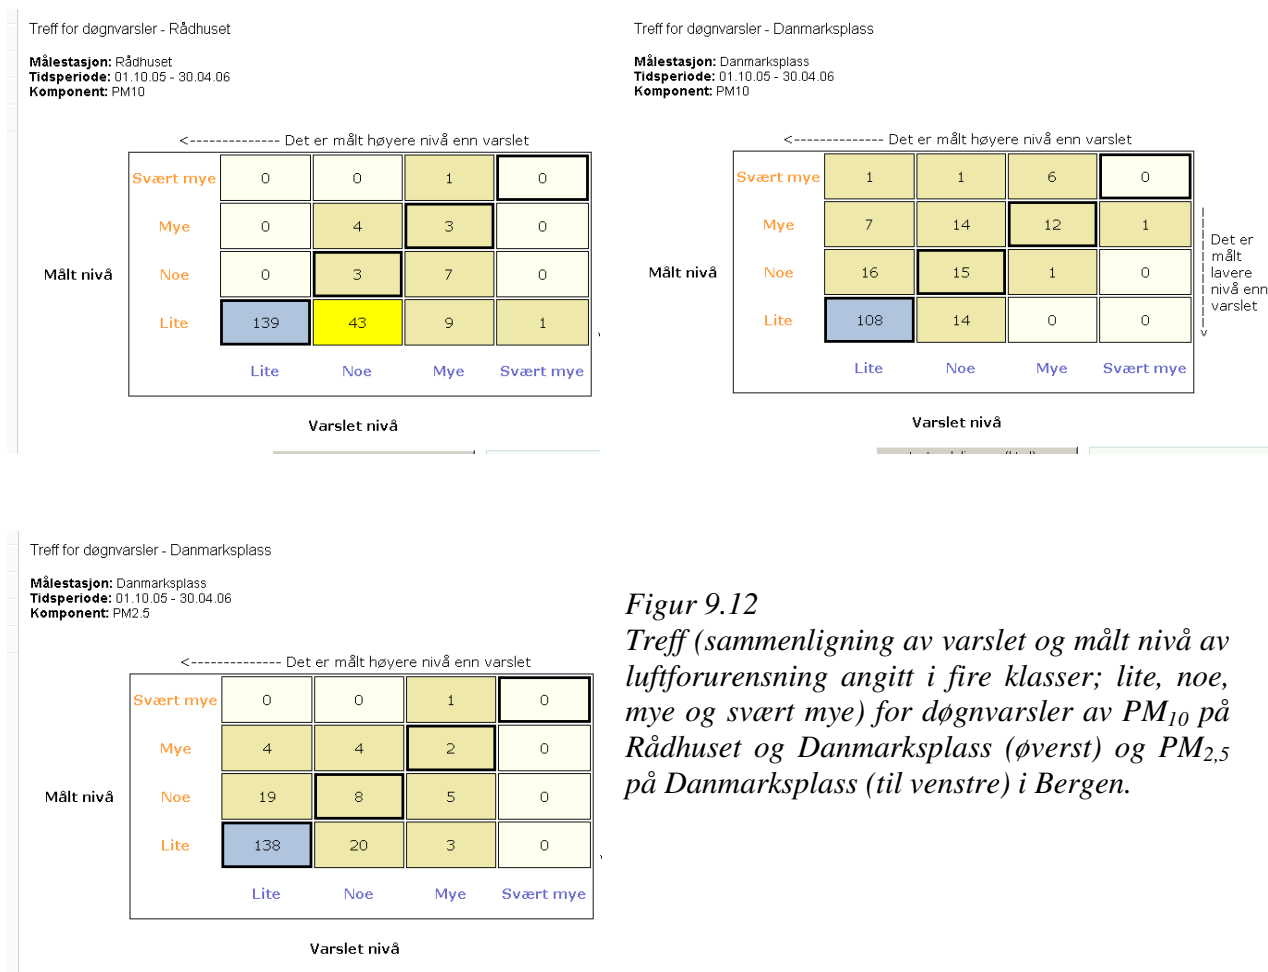 Treff for døgnvarsler - Rådhuset
Målestasjon: Rådhuset
Tidsperiode: 01.10.05 - 30.04.06
Komponent: PM10
<------------- Det er målt høyere nivå enn varslet
Svært mye 0 0 1 0
Mye 0 4 3 0
Målt nivå Noe 0 3 7 0
Lite 139 43 9 1
Lite Noe Mye Svært mye
Varslet nivå
Treff for døgnvarsler - Danmarksplass
Målestasjon: Danmarksplass
Tidsperiode: 01.10.05 - 30.04.06
Komponent: PM10
<------------- Det er målt høyere nivå enn varslet
Svært mye 1 1 6 0
Mye 7 14 12 1
Målt nivå Noe 16 15 1 0
Lite 108 14 0 0
Lite Noe Mye Svært mye
Det er
målt
lavere
nivå enn
varslet
Varslet nivå
Treff for døgnvarsler - Danmarksplass
Målestasjon: Danmarksplass
Tidsperiode: 01.10.05 - 30.04.06
Komponent: PM2.5
<------------- Det er målt høyere nivå enn varslet
Svært mye 0 0 1 0
Mye 4 4 2 0
Målt nivå Noe 19 8 5 0
Lite 138 20 3 0
Lite Noe Mye Svært mye
Varslet nivå
Figur 9.12
Treff (sammenligning av varslet og målt nivå av
luftforurensning angitt i fire klasser; lite, noe,
mye og svært mye) for døgnvarsler av PM10 på
Rådhuset og Danmarksplass (øverst) og PM2,5
på Danmarksplass (til venstre) i Bergen.